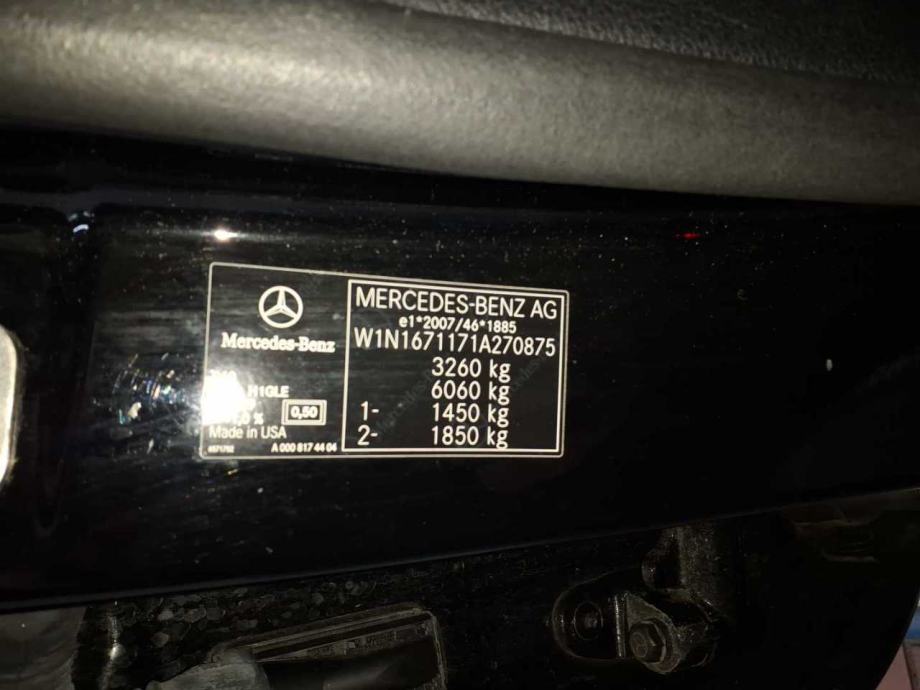 Mercedes-Benz
H1GLE
0,50
Made in USA
A 000 817 44 04
MERCEDES-BENZ AG
e1*2007/46*1885
W1N1671171A270875
3260 kg
6060 kg
1- 1450 kg
2- 1850 kg